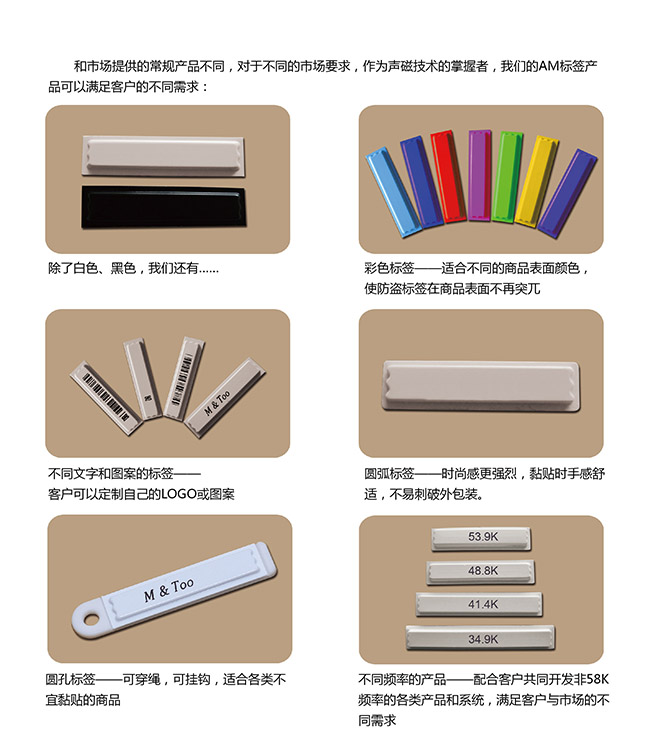 和市场提供的常规产品不同，对于不同的市场要求，作为声磁技术的掌握者，我们的AM标签产
品可以满足客户的不同需求：
除了白色、黑色，我们还有……
彩色标签——适合不同的商品表面颜色，
使防盗标签在商品表面不再突兀
M & Too
不同文字和图案的标签——
客户可以定制自己的LOGO或图案
圆弧标签——时尚感更强烈，黏贴时手感舒
适，不易刺破外包装。
M & Too
圆孔标签——可穿绳，可挂钩，适合各类不
宜黏贴的商品
53.9K
48.8K
41.4K
34.9K
不同频率的产品——配合客户共同开发非58K
频率的各类产品和系统，满足客户与市场的不
同需求